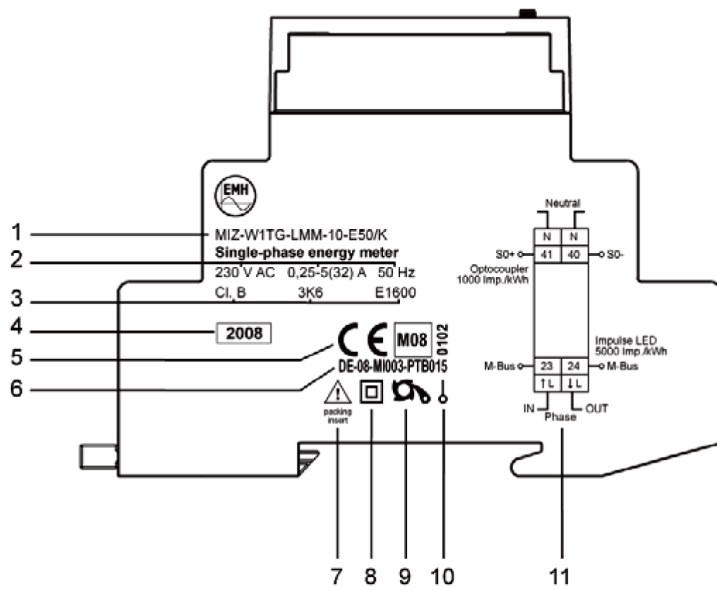 EMH
1
MIZ-W1TG-LMM-10-E50/K
Single-phase energy meter
2
230 V AC 0,25-5(32) A 50 Hz
3
Cl. B 3K6 E1600
4
2008
5
CE M08 0102
6
DE-08-MI003-PTB015
packing
insert
Neutral
N N
S0+ 41 40 S0-
Optocoupler
1000 Imp./kWh
Impulse LED
5000 Imp./kWh
M-Bus 23 24 M-Bus
↑L ↓L
IN OUT
Phase
7 8 9 10 11